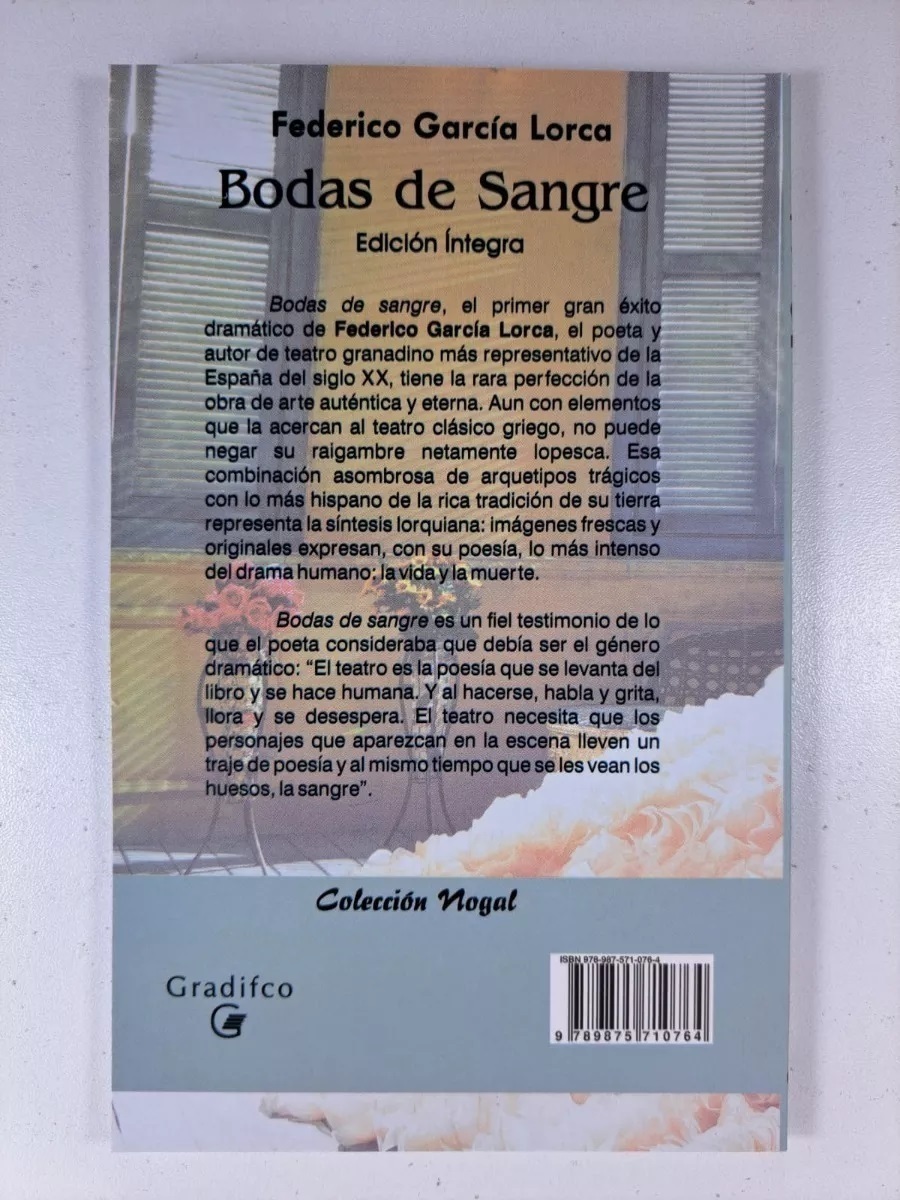 Federico García Lorca
Bodas de Sangre
Edición Íntegra
Bodas de sangre, el primer gran éxito
dramático de Federico García Lorca, el poeta y
autor de teatro granadino más representativo de la
España del siglo XX, tiene la rara perfección de la
obra de arte auténtica y eterna. Aun con elementos
que la acercan al teatro clásico griego, no puede
negar su raigambre netamente lopesca. Esa
combinación asombrosa de arquetipos trágicos
con lo más hispano de la rica tradición de su tierra
representa la síntesis lorquiana: imágenes frescas y
originales expresan, con su poesía, lo más intenso
del drama humano: la vida y la muerte.
Bodas de sangre es un fiel testimonio de lo
que el poeta consideraba que debía ser el género
dramático: “El teatro es la poesía que se levanta del
libro y se hace humana. Y al hacerse, habla y grita,
llora y se desespera. El teatro necesita que los
personajes que aparezcan en la escena lleven un
traje de poesía y al mismo tiempo que se les vean los
huesos, la sangre”.
Colección Nogal
Gradifco
ISBN 978-987-571-076-4
9 789875 710764